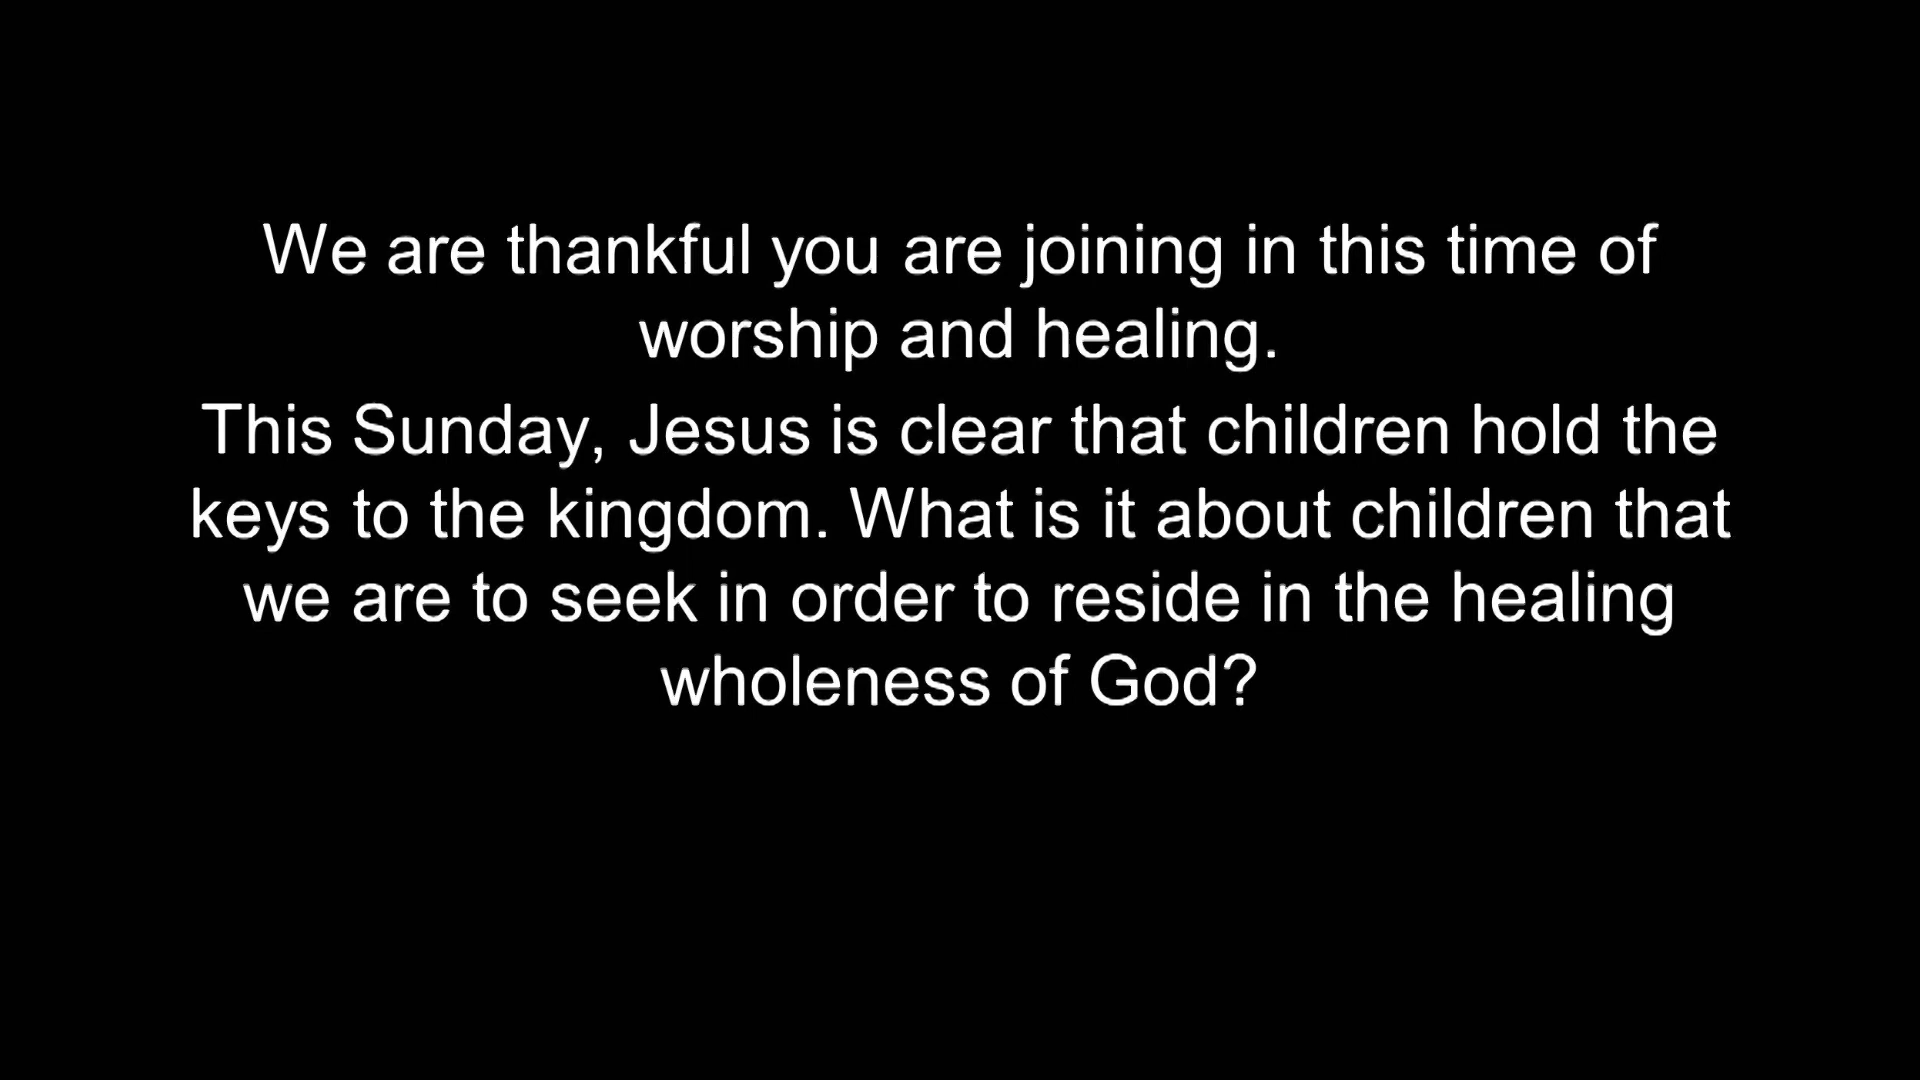 We are thankful you are joining in this time of
worship and healing.
This Sunday, Jesus is clear that children hold the
keys to the kingdom. What is it about children that
we are to seek in order to reside in the healing
wholeness of God?